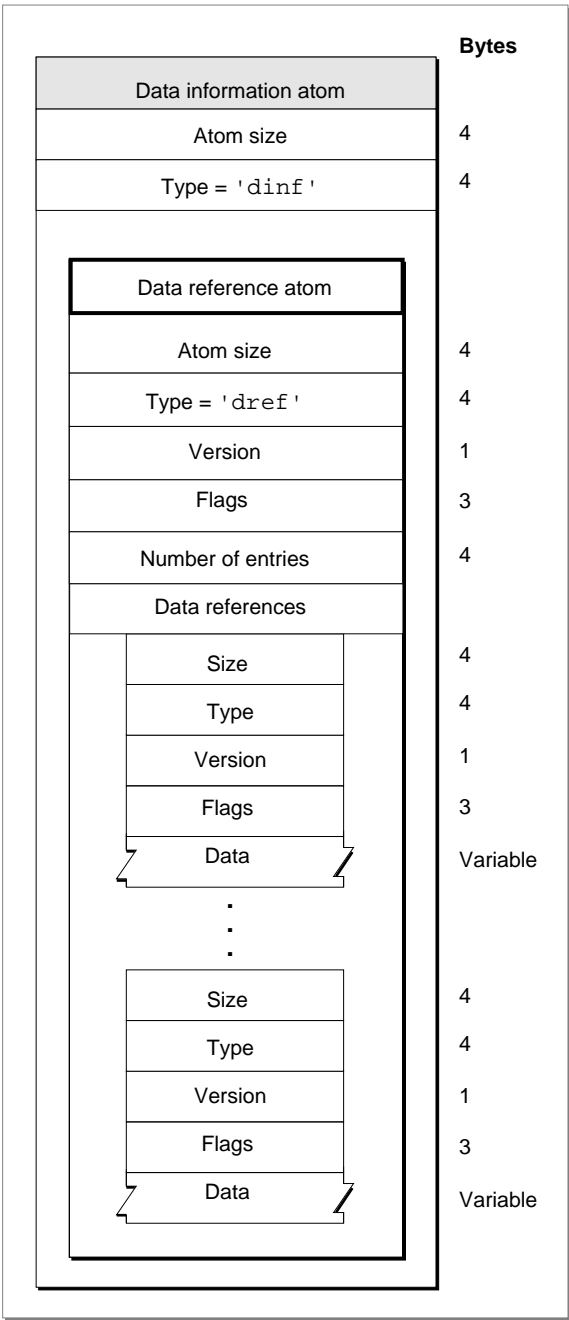 Bytes
Data information atom
Atom size 4
Type = 'dinf' 4
Data reference atom
Atom size 4
Type = 'dref' 4
Version 1
Flags 3
Number of entries 4
Data references
Size 4
Type 4
Version 1
Flags 3
Data Variable
Size 4
Type 4
Version 1
Flags 3
Data Variable